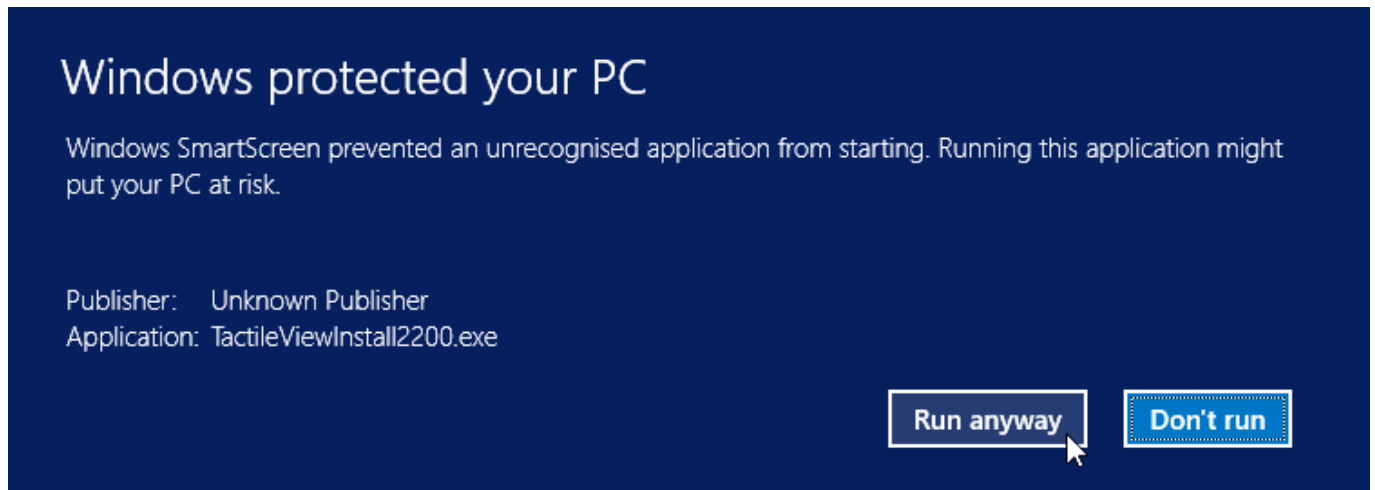 Windows protected your PC
Windows SmartScreen prevented an unrecognised application from starting. Running this application might
put your PC at risk.
Publisher: Unknown Publisher
Application: TactileViewInstall2200.exe
Run anyway Don't run